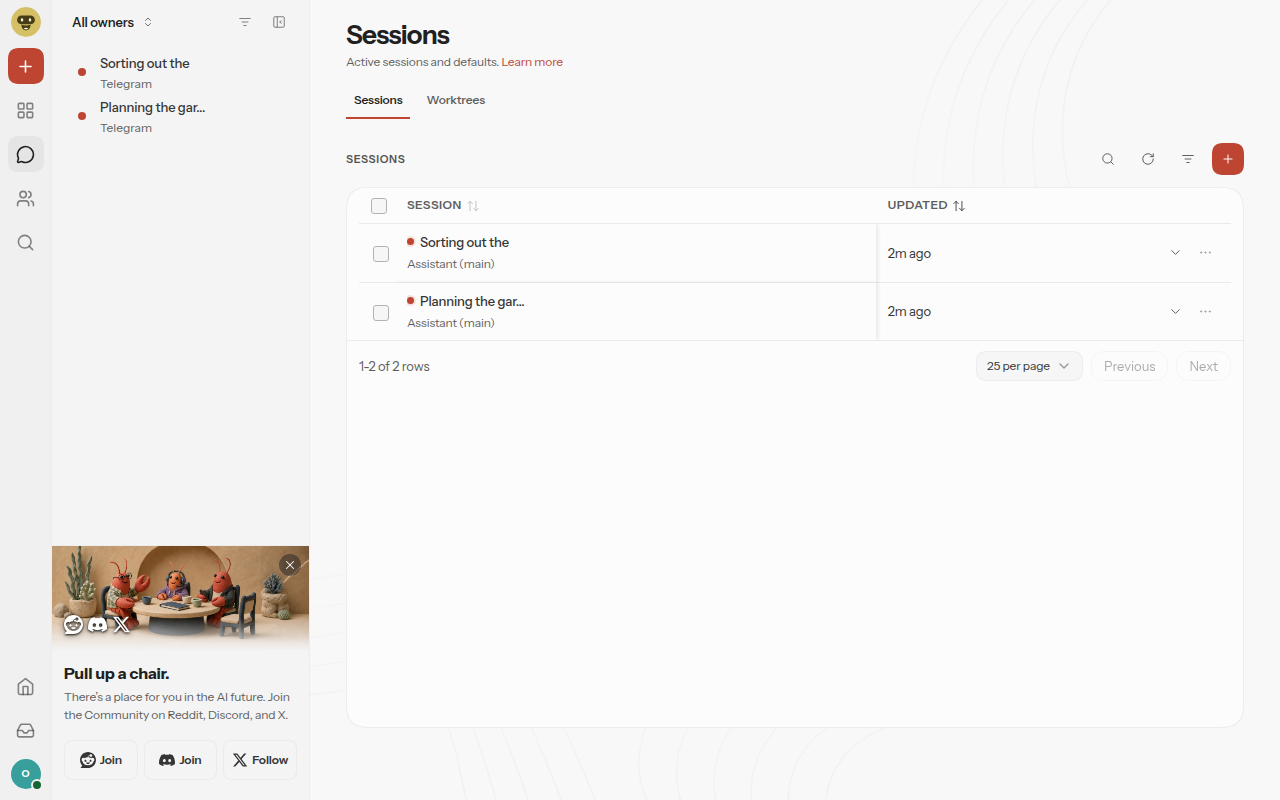 All owners
Sorting out the
Telegram
Planning the gar...
Telegram
Pull up a chair.
There's a place for you in the AI future. Join
the Community on Reddit, Discord, and X.
Join
Join
Follow
O
Sessions
Active sessions and defaults. Learn more
Sessions
Worktrees
SESSIONS
SESSION
UPDATED
Sorting out the
Assistant (main)
2m ago
Planning the gar...
Assistant (main)
2m ago
1-2 of 2 rows
25 per page
Previous
Next